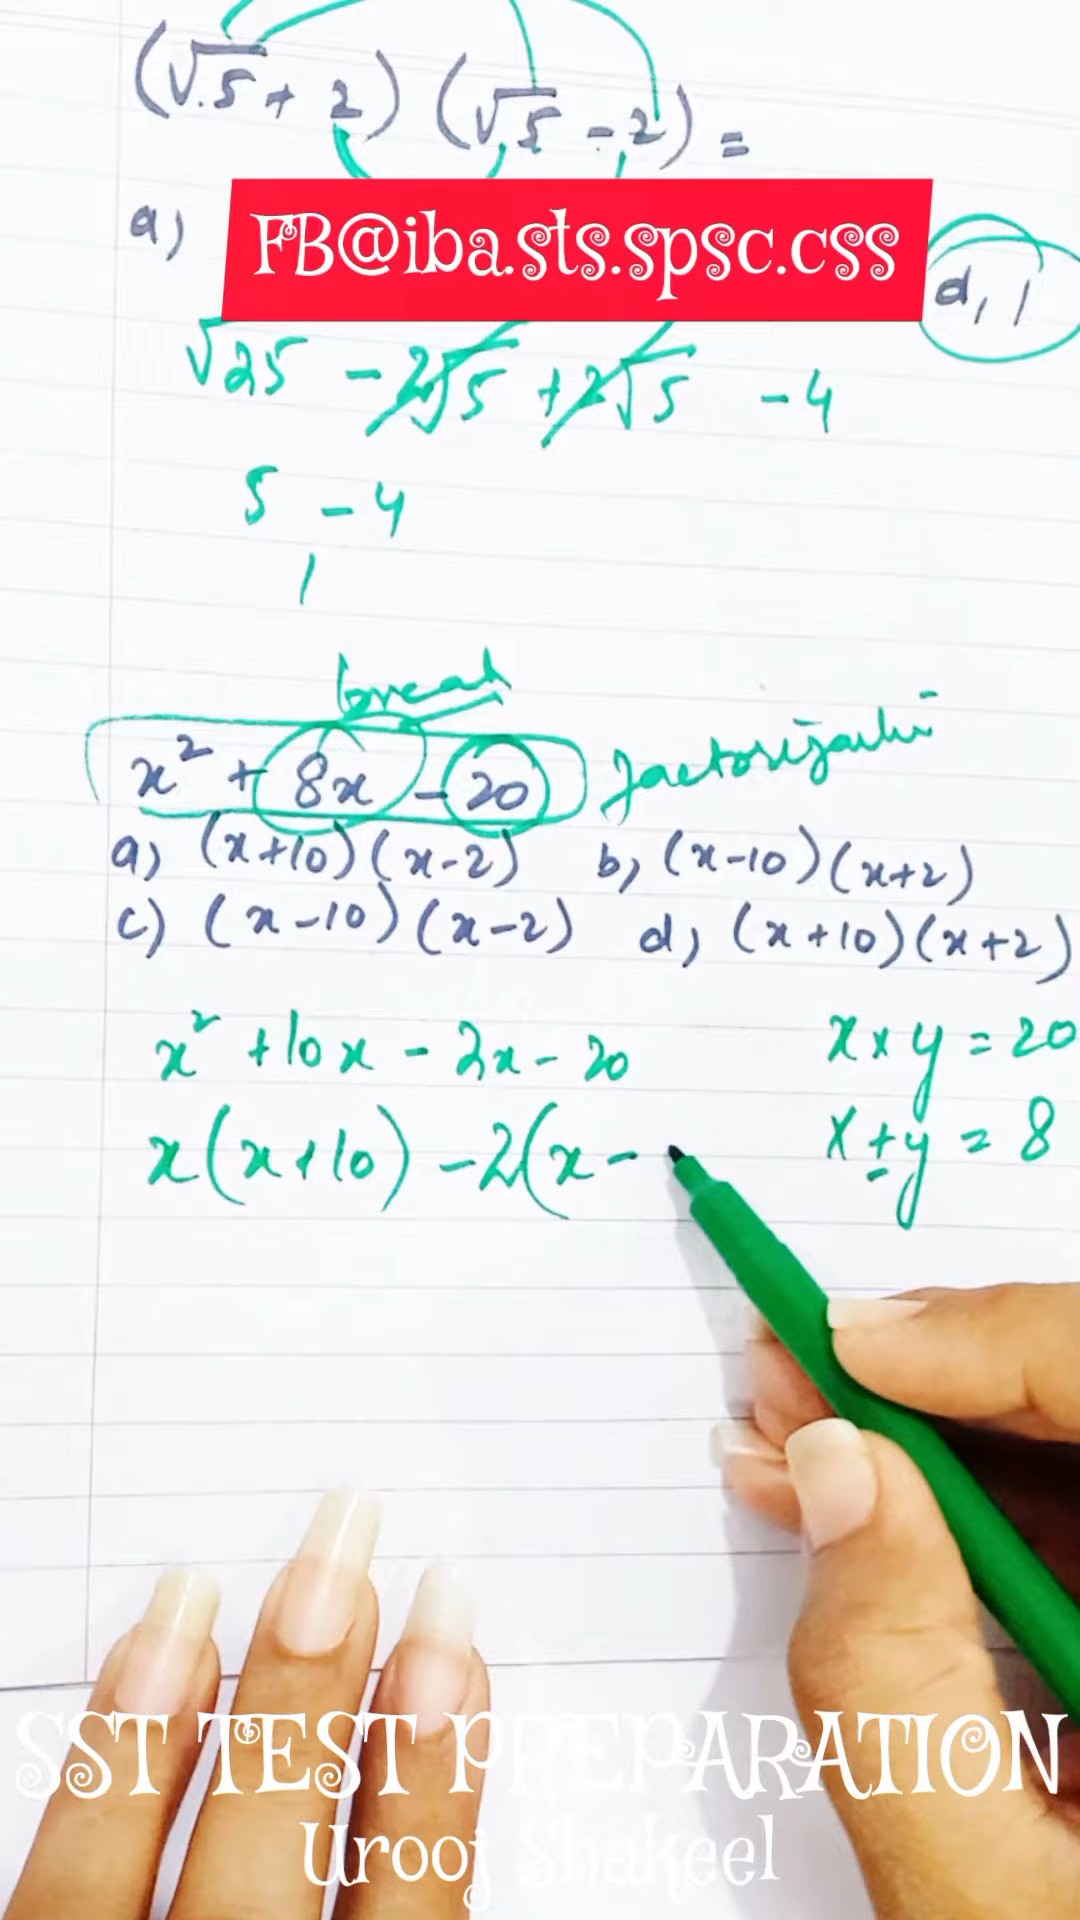 (√5 + 2) (√5 - 2) =
a)
FB@iba.sts.spsc.css
d, 1
√25 - 2√5 + 2√5 - 4
5 - 4
1
break
x² + 8x - 20
a) (x+10)(x-2) b) (x-10)(x+2)
c) (x-10)(x-2) d) (x+10)(x+2)
x² + 10x - 2x - 20 x × y = 20
x(x+10) - 2(x - x ± y = 8
SST TEST PREPARATION
Urooj Shakeel